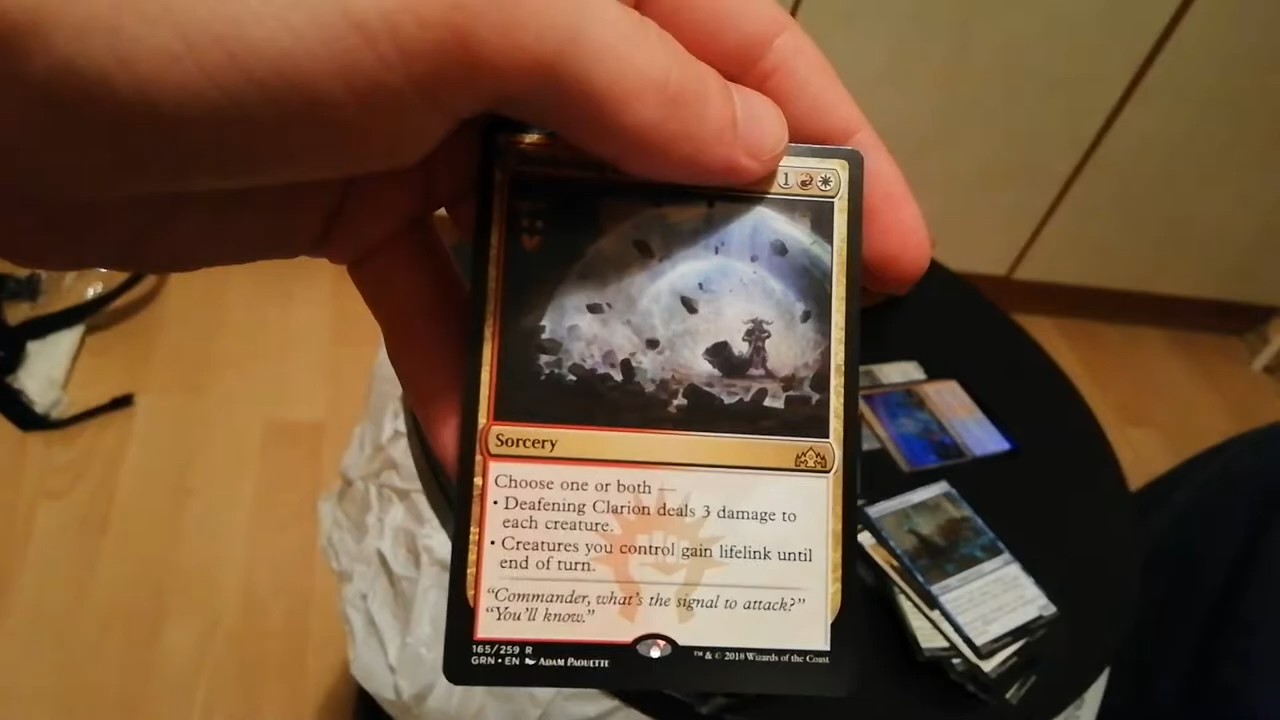 1
Sorcery
Choose one or both —
• Deafening Clarion deals 3 damage to
each creature.
• Creatures you control gain lifelink until
end of turn.
"Commander, what's the signal to attack?"
"You'll know."
165/259 R
GRN • EN Adam Paquette
™ & © 2018 Wizards of the Coast